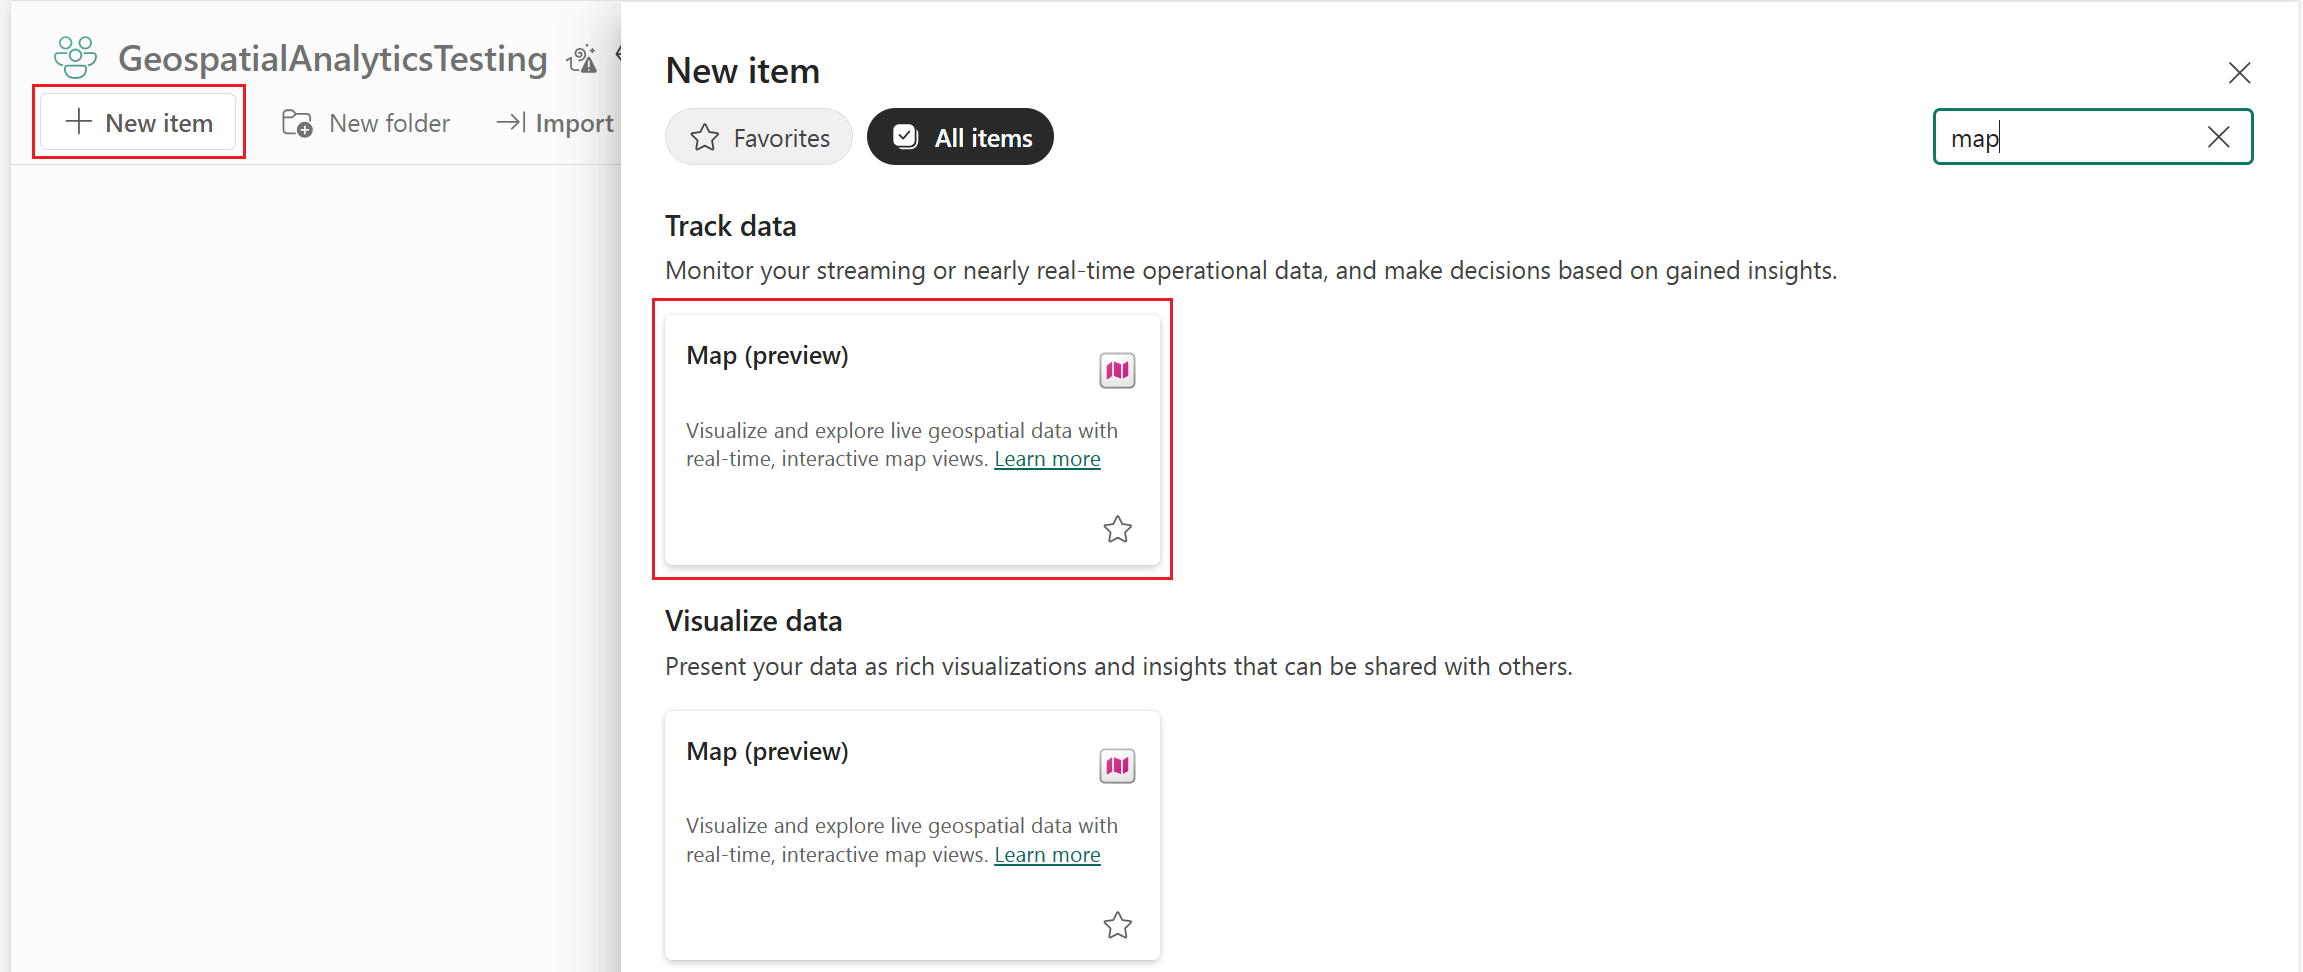 GeospatialAnalyticsTesting
New item
New folder
Import
New item
Favorites
All items
map
Track data
Monitor your streaming or nearly real-time operational data, and make decisions based on gained insights.
Map (preview)
Visualize and explore live geospatial data with
real-time, interactive map views. Learn more
Visualize data
Present your data as rich visualizations and insights that can be shared with others.
Map (preview)
Visualize and explore live geospatial data with
real-time, interactive map views. Learn more